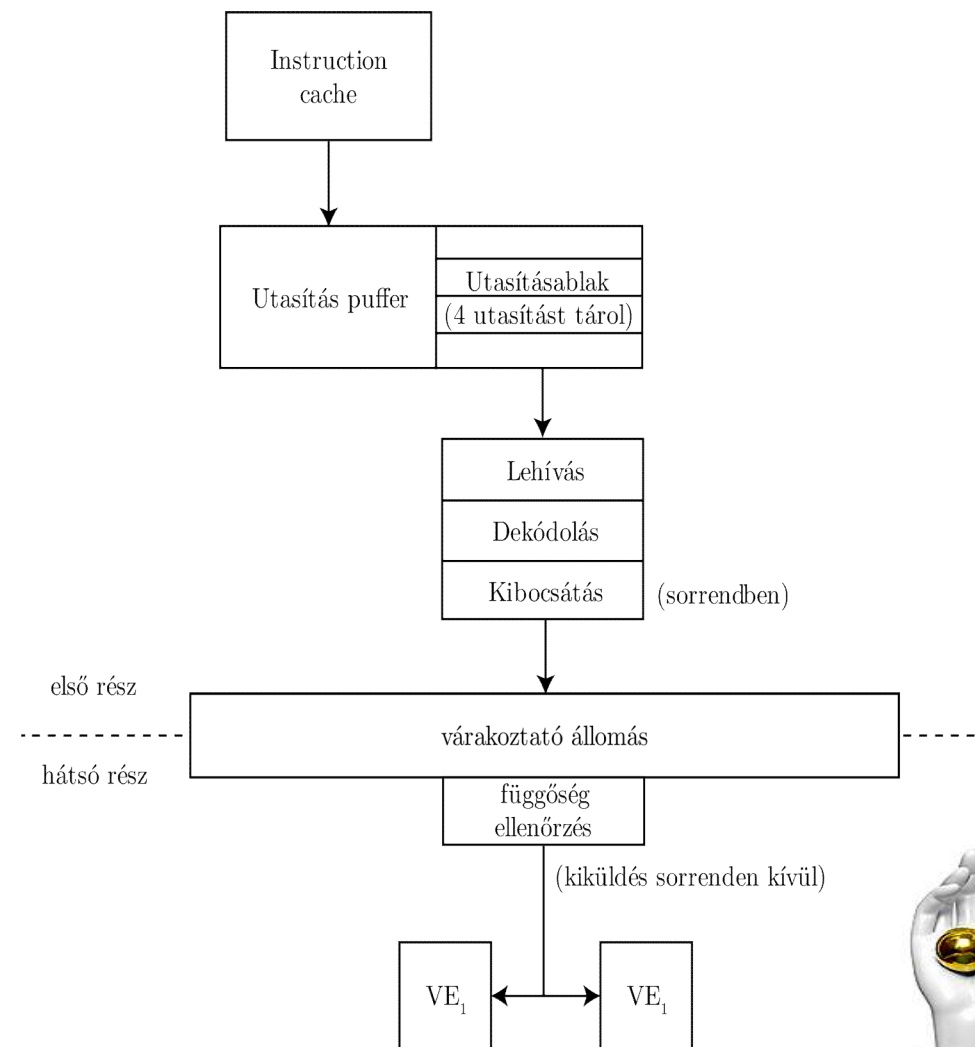 Instruction
cache
Utasítás puffer
Utasításablak
(4 utasítást tárol)
Lehívás
Dekódolás
Kibocsátás
(sorrendben)
első rész
várakoztató állomás
hátsó rész
függőség
ellenőrzés
(kiküldés sorrenden kívül)
VE₁
VE₁